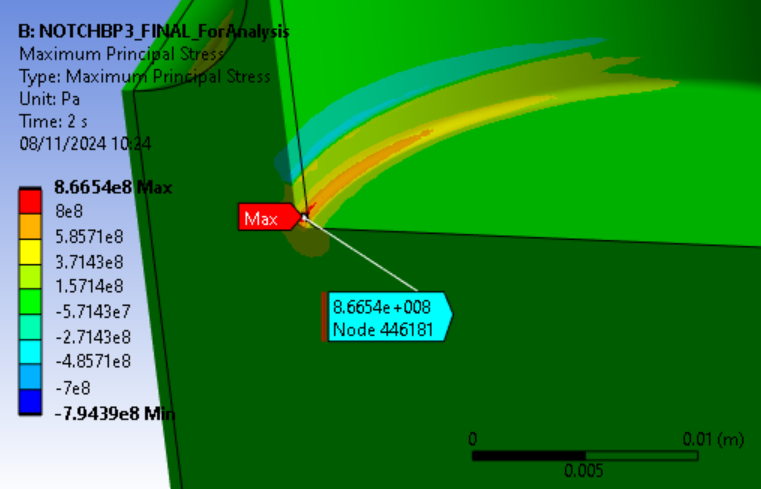 B: NOTCHBP3_FINAL_ForAnalysis
Maximum Principal Stress
Type: Maximum Principal Stress
Unit: Pa
Time: 2 s
08/11/2024 10:24
8.6654e8 Max
8e8
5.8571e8
3.7143e8
1.5714e8
-5.7143e7
-2.7143e8
-4.8571e8
-7e8
-7.9439e8 Min
Max
8.6654e+008
Node 446181
0 0.01 (m)
0.005